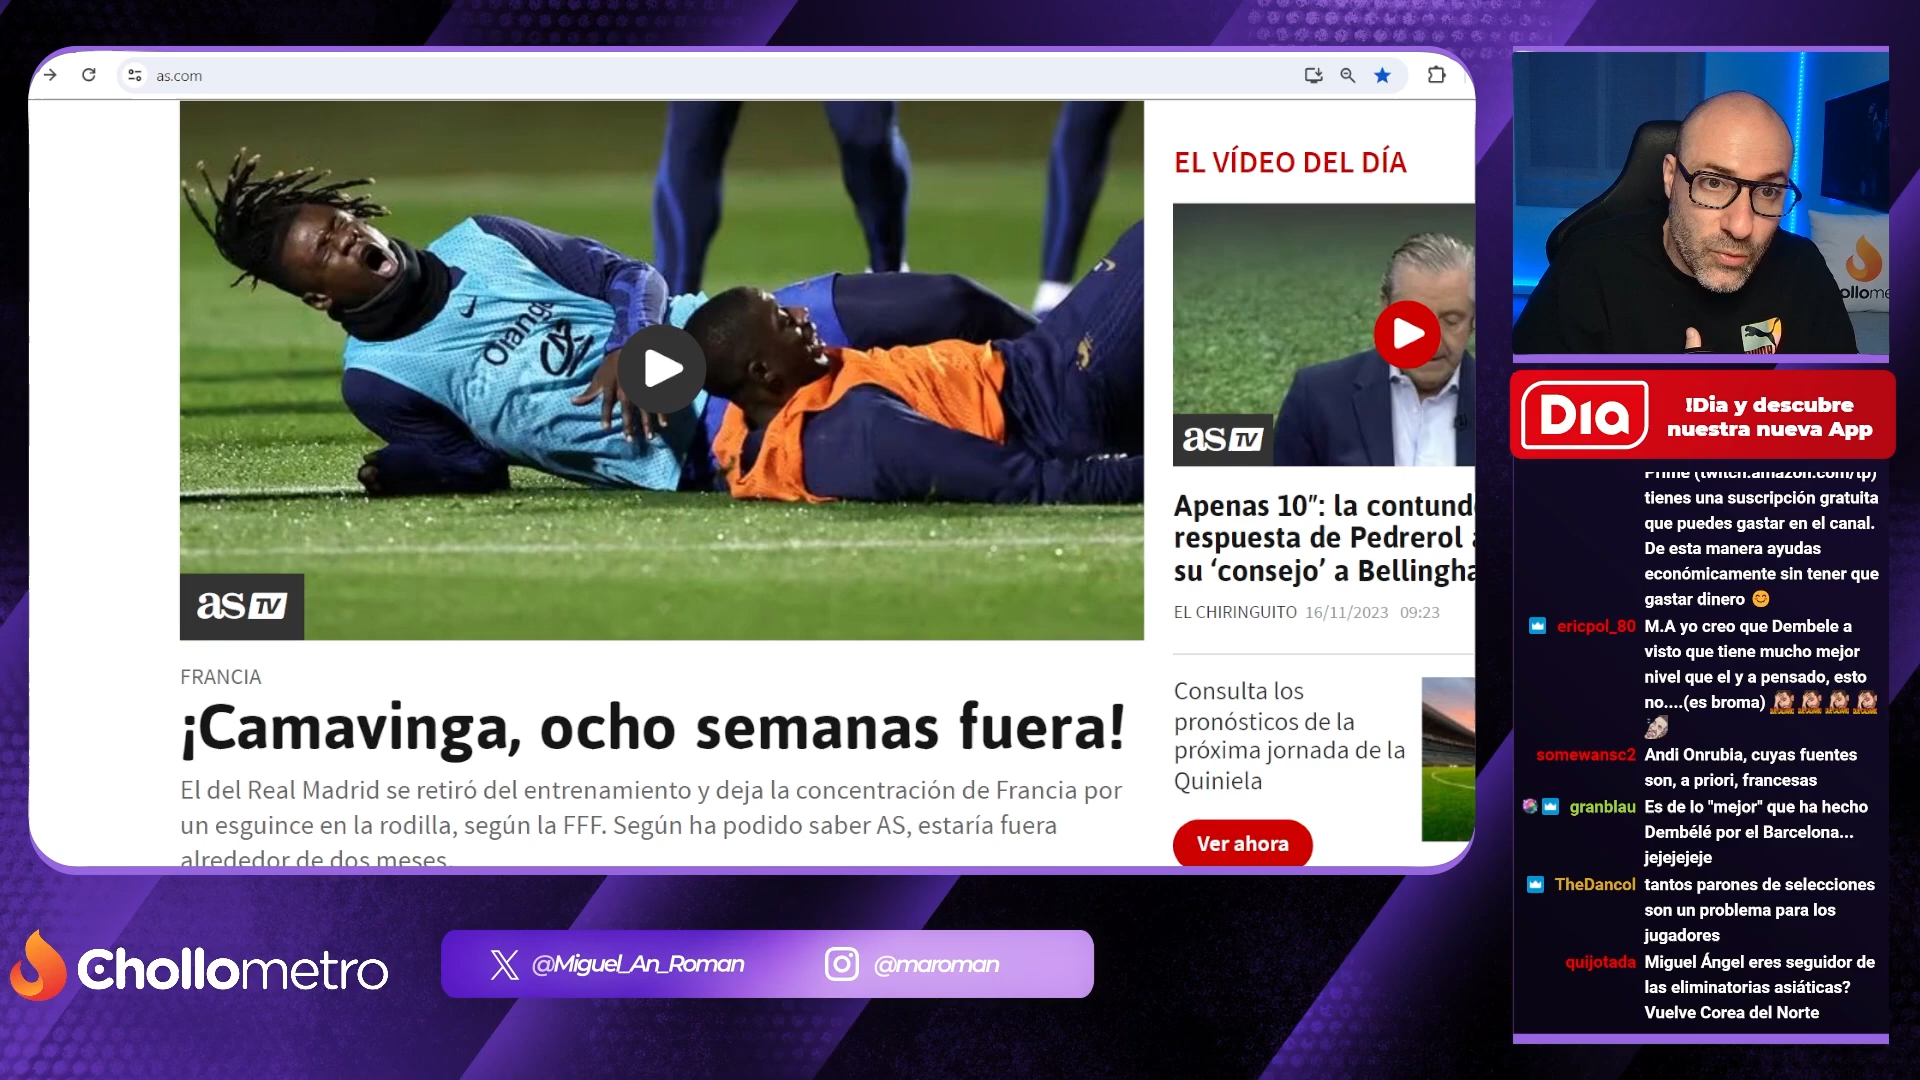 as.com
Orange
as TV
FRANCIA
¡Camavinga, ocho semanas fuera!
El del Real Madrid se retiró del entrenamiento y deja la concentración de Francia por
un esguince en la rodilla, según la FFF. Según ha podido saber AS, estaría fuera
alrededor de dos meses.
EL VÍDEO DEL DÍA
as TV
Apenas 10": la contund
respuesta de Pedrerol a
su ‘consejo’ a Bellingha
EL CHIRINGUITO 16/11/2023 09:23
Consulta los
pronósticos de la
próxima jornada de la
Quiniela
Ver ahora
ollome
PUMA
Dia
!Dia y descubre
nuestra nueva App
Prime (twitch.amazon.com/tp)
tienes una suscripción gratuita
que puedes gastar en el canal.
De esta manera ayudas
económicamente sin tener que
gastar dinero 😊
ericpol_80 M.A yo creo que Dembele a
visto que tiene mucho mejor
nivel que el y a pensado, esto
no....(es broma)
somewansc2 Andi Onrubia, cuyas fuentes
son, a priori, francesas
granblau Es de lo "mejor" que ha hecho
Dembélé por el Barcelona...
jejejejeje
TheDancol tantos parones de selecciones
son un problema para los
jugadores
quijotada Miguel Ángel eres seguidor de
las eliminatorias asiáticas?
Vuelve Corea del Norte
Chollometro
@Miguel_An_Roman
@maroman